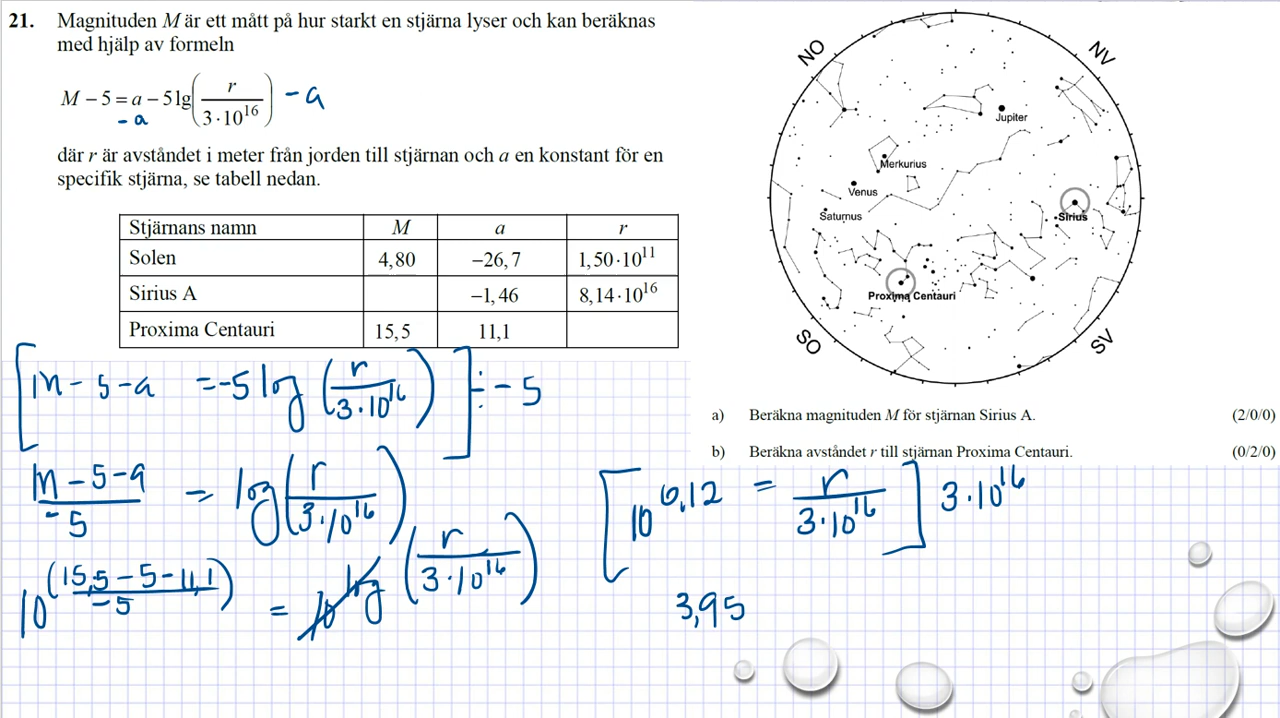 21. Magnituden M är ett mått på hur starkt en stjärna lyser och kan beräknas
med hjälp av formeln
M − 5 = a − 5 lg( r / 3·10^16 ) − a
− a
där r är avståndet i meter från jorden till stjärnan och a en konstant för en
specifik stjärna, se tabell nedan.
Stjärnans namn M a r
Solen 4,80 −26,7 1,50·10^11
Sirius A −1,46 8,14·10^16
Proxima Centauri 15,5 11,1
NO
NV
Jupiter
Merkurius
Venus
Saturnus
Sirius
Proxima Centauri
SO
SV
a) Beräkna magnituden M för stjärnan Sirius A. (2/0/0)
b) Beräkna avståndet r till stjärnan Proxima Centauri. (0/2/0)
[ m − 5 − a = −5 log ( r / 3·10^16 ) ] ÷ − 5
m − 5 − a / −5 = log ( r / 3·10^16 )
10^( 15,5 − 5 − 11,1 / −5 ) = 10 log ( r / 3·10^16 )
[ 10^0,12 = r / 3·10^16 ] 3·10^16
3,95